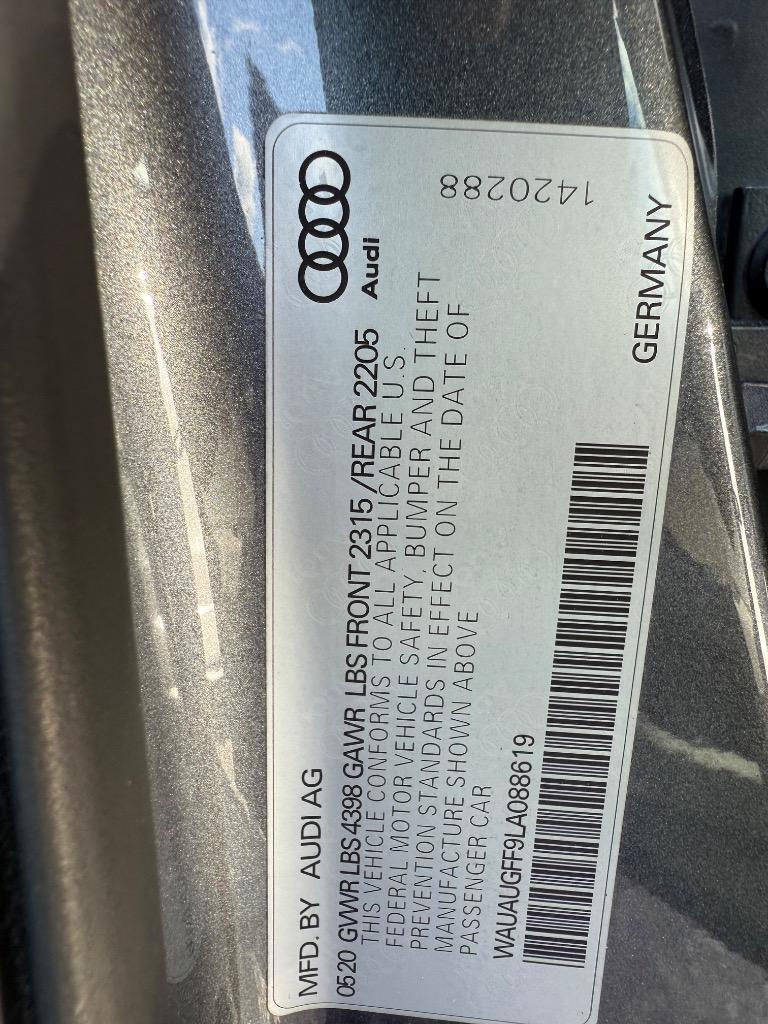 MFD. BY AUDI AG
Audi
0520 GVWR LBS 4398 GAWR LBS FRONT 2315 /REAR 2205
THIS VEHICLE CONFORMS TO ALL APPLICABLE U.S.
FEDERAL MOTOR VEHICLE SAFETY, BUMPER AND THEFT
PREVENTION STANDARDS IN EFFECT ON THE DATE OF
MANUFACTURE SHOWN ABOVE
PASSENGER CAR
1420288
WAUAUGFF9LA088619
GERMANY